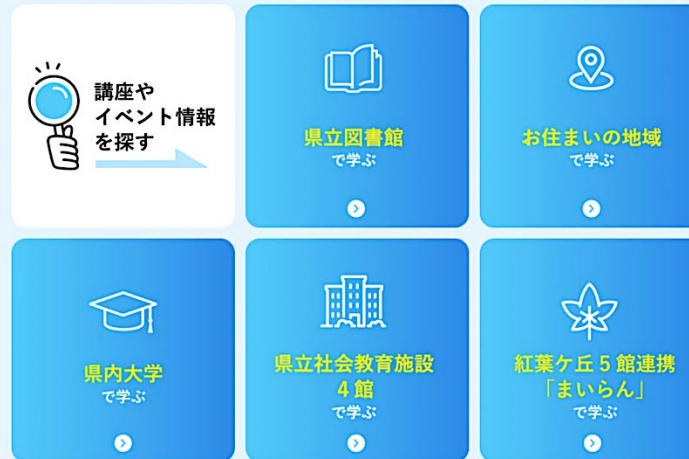 講座や
イベント情報
を探す
県立図書館
で学ぶ
お住まいの地域
で学ぶ
県内大学
で学ぶ
県立社会教育施設
4館
で学ぶ
紅葉ケ丘5館連携
「まいらん」
で学ぶ